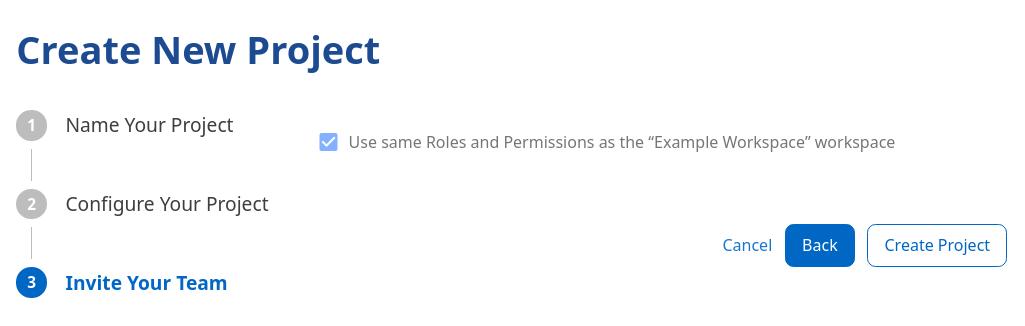 Create New Project
1 Name Your Project
Use same Roles and Permissions as the “Example Workspace” workspace
2 Configure Your Project
Cancel Back Create Project
3 Invite Your Team